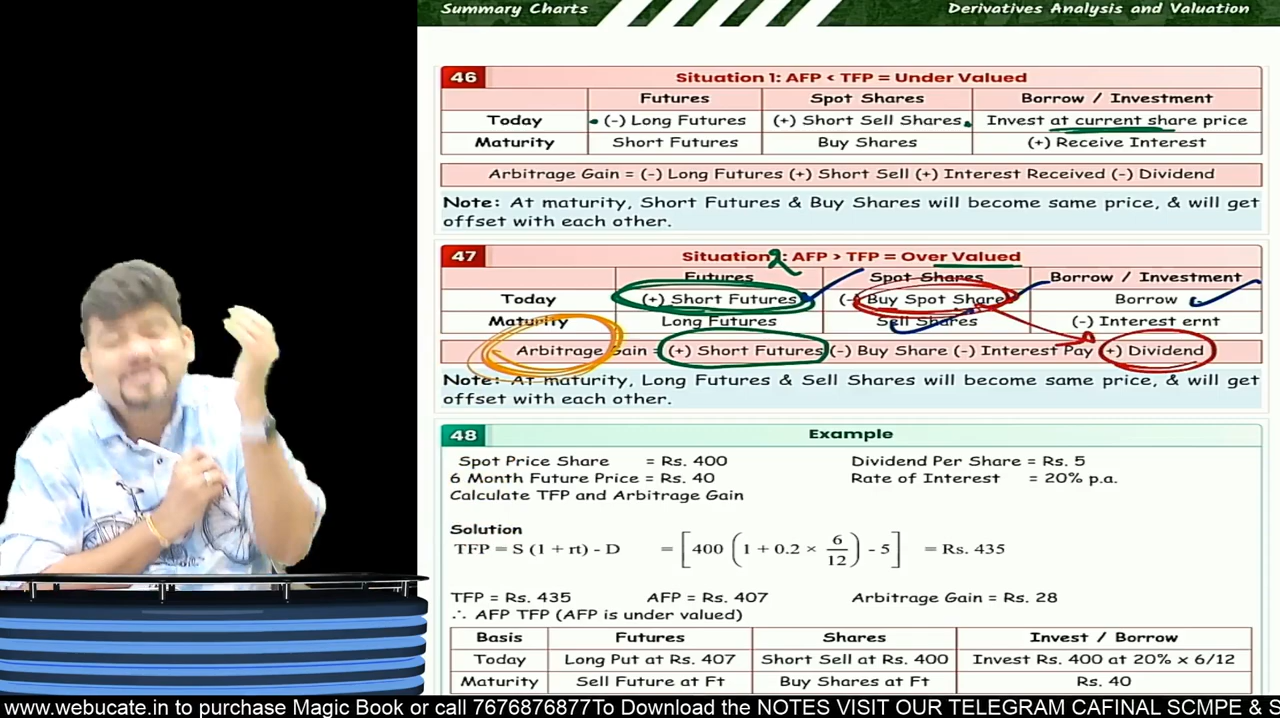 Summary Charts Derivatives Analysis and Valuation
46 Situation 1: AFP < TFP = Under Valued
Futures Spot Shares Borrow / Investment
Today (-) Long Futures (+) Short Sell Shares Invest at current share price
Maturity Short Futures Buy Shares (+) Receive Interest
Arbitrage Gain = (-) Long Futures (+) Short Sell (+) Interest Received (-) Dividend
Note: At maturity, Short Futures & Buy Shares will become same price, & will get
offset with each other.
47 Situation 2: AFP > TFP = Over Valued
Futures Spot Shares Borrow / Investment
Today (+) Short Futures (-) Buy Spot Share Borrow
Maturity Long Futures Sell Shares (-) Interest ernt
Arbitrage Gain = (+) Short Futures (-) Buy Share (-) Interest Pay (+) Dividend
Note: At maturity, Long Futures & Sell Shares will become same price, & will get
offset with each other.
48 Example
Spot Price Share = Rs. 400 Dividend Per Share = Rs. 5
6 Month Future Price = Rs. 40 Rate of Interest = 20% p.a.
Calculate TFP and Arbitrage Gain
Solution
TFP = S (1 + rt) - D = [400 (1 + 0.2 × 6/12) - 5] = Rs. 435
TFP = Rs. 435 AFP = Rs. 407 Arbitrage Gain = Rs. 28
∴ AFP TFP (AFP is under valued)
Basis Futures Shares Invest / Borrow
Today Long Put at Rs. 407 Short Sell at Rs. 400 Invest Rs. 400 at 20% x 6/12
Maturity Sell Future at Ft Buy Shares at Ft Rs. 40
www.webucate.in to purchase Magic Book or call 7676876877To Download the NOTES VISIT OUR TELEGRAM CAFINAL SCMPE & S